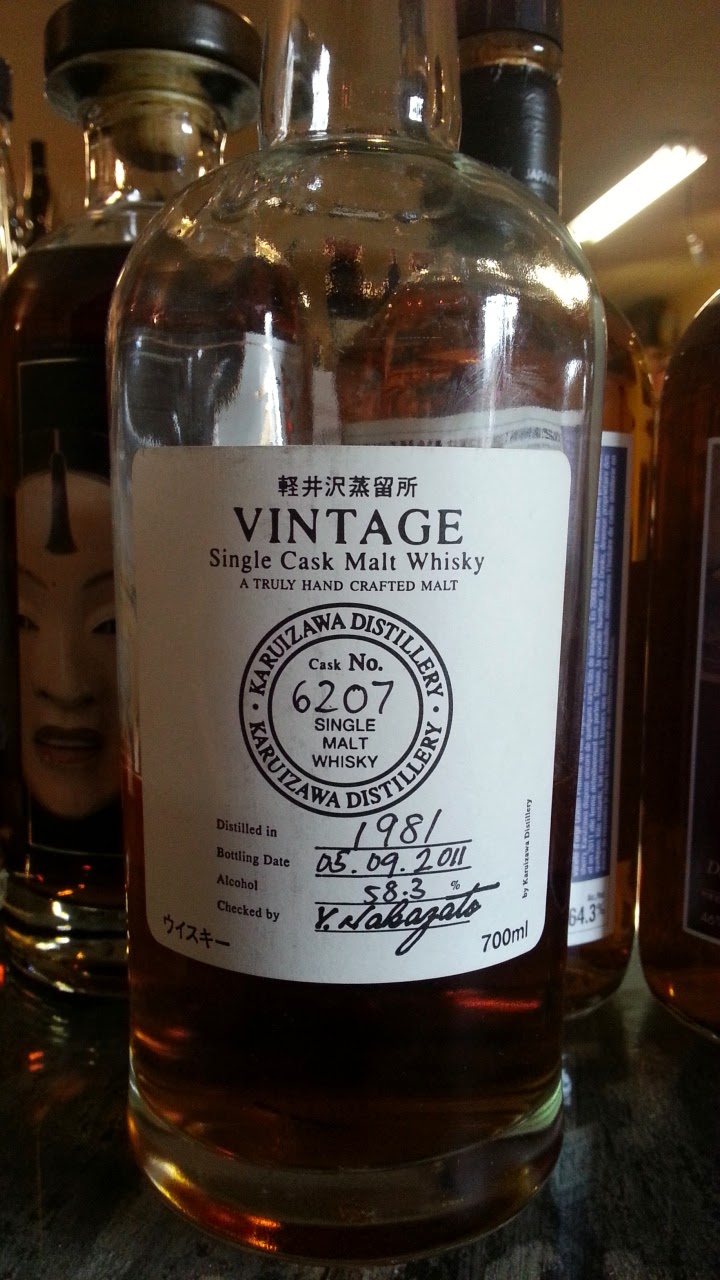 軽井沢蒸留所
VINTAGE
Single Cask Malt Whisky
A TRULY HAND CRAFTED MALT
KARUIZAWA DISTILLERY
Cask No.
6207
SINGLE
MALT
WHISKY
KARUIZAWA DISTILLERY
Distilled in 1981
Bottling Date 05.09.2011
Alcohol 58.3 %
Checked by Y. Nakazato
by Karuizawa Distillery
ウイスキー
700ml
64.3%